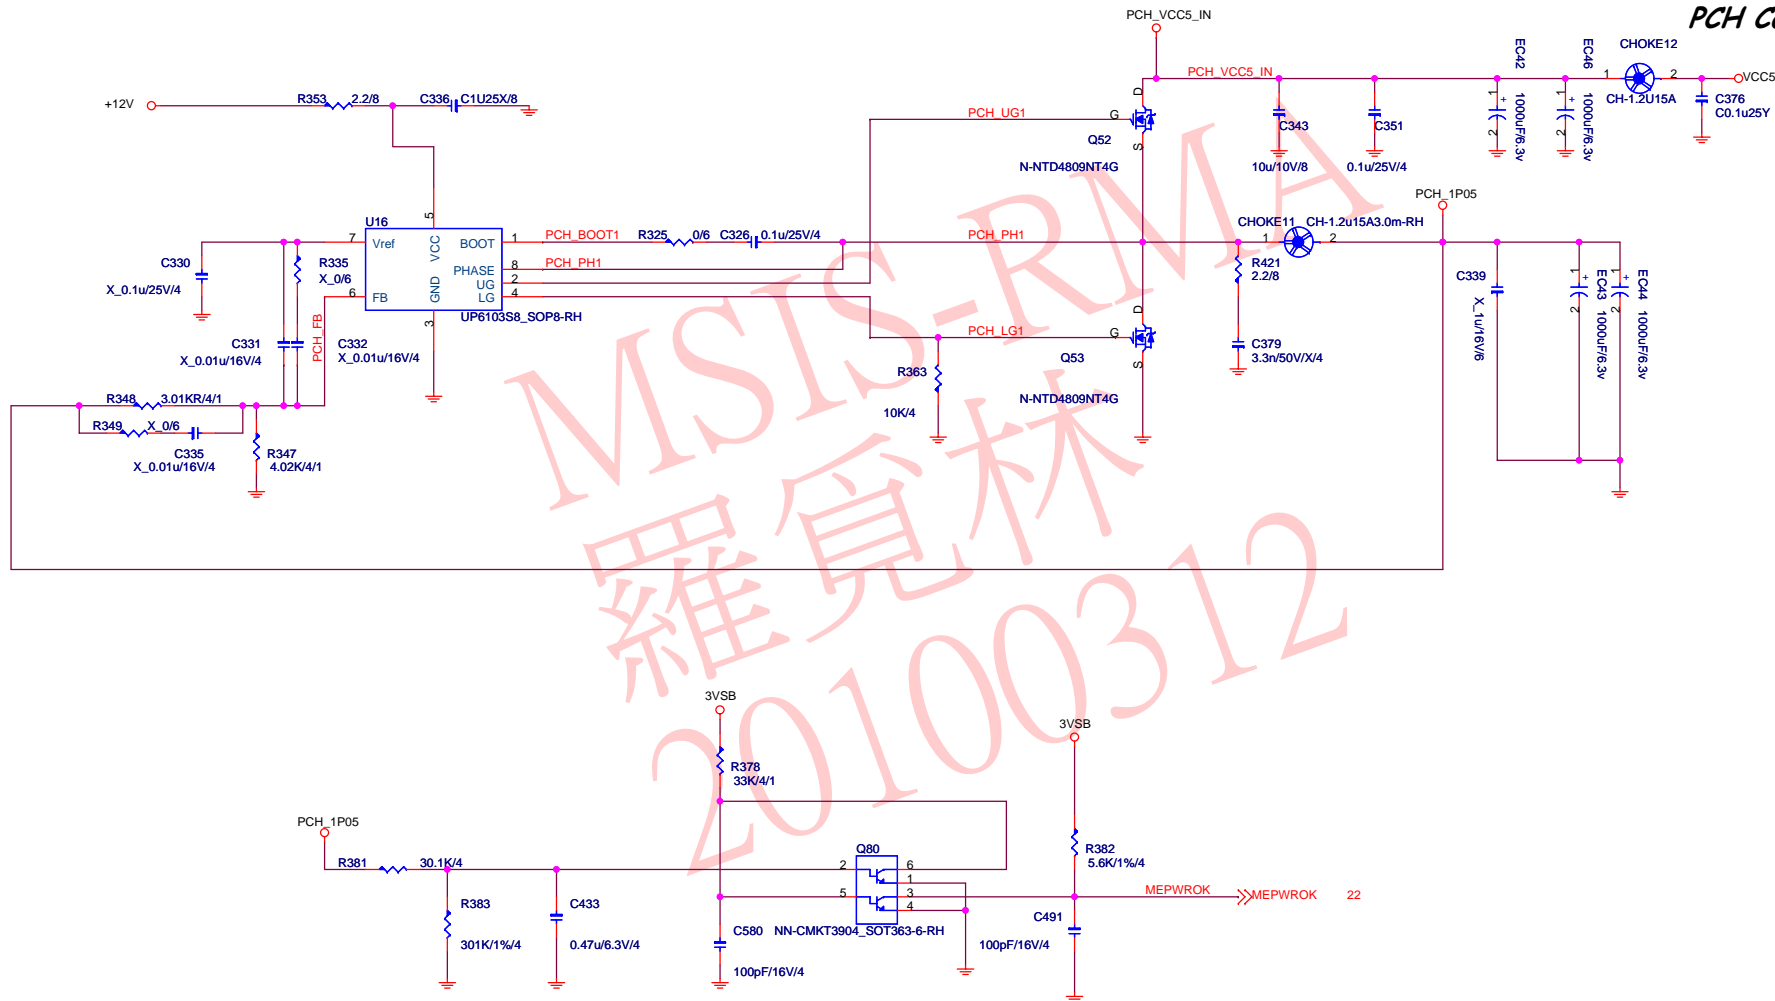 PCH_VCC5_IN
PCH
PCH_VCC5_IN
EC42
1000uF/6.3v
EC46
1000uF/6.3v
CHOKE12
1 2
CH-1.2U15A
VCC5
C376
C0.1u25Y
+12V
R353 2.2/8
C336 C1U25X/8
PCH_UG1
G
D
S
Q52
N-NTD4809NT4G
C343
10u/10V/8
C351
0.1u/25V/4
PCH_1P05
U16
5
7 Vref
VCC
BOOT 1
PHASE 8
UG 2
LG 4
6 FB
GND
3
UP6103S8_SOP8-RH
PCH_BOOT1
R325 0/6
C326 0.1u/25V/4
PCH_PH1
PCH_PH1
CHOKE11 CH-1.2u15A3.0m-RH
1 2
C330
X_0.1u/25V/4
R335
X_0/6
R421
2.2/8
C339
X_1u/16V/6
1
2
EC43 1000uF/6.3v
1
2
EC44 1000uF/6.3v
C331
X_0.01u/16V/4
PCH_FB
C332
X_0.01u/16V/4
PCH_LG1
G
D
S
Q53
N-NTD4809NT4G
C379
3.3n/50V/X/4
R363
10K/4
R348 3.01KR/4/1
R349 X_0/6
C335
X_0.01u/16V/4
R347
4.02K/4/1
MSIS-RMA
羅覓林
20100312
3VSB
R378
33K/4/1
3VSB
PCH_1P05
R381 30.1K/4
Q80
2 6
1
5 3
4
R382
5.6K/1%/4
MEPWROK
MEPWROK 22
R383
301K/1%/4
C433
0.47u/6.3V/4
C580
100pF/16V/4
NN-CMKT3904_SOT363-6-RH
C491
100pF/16V/4